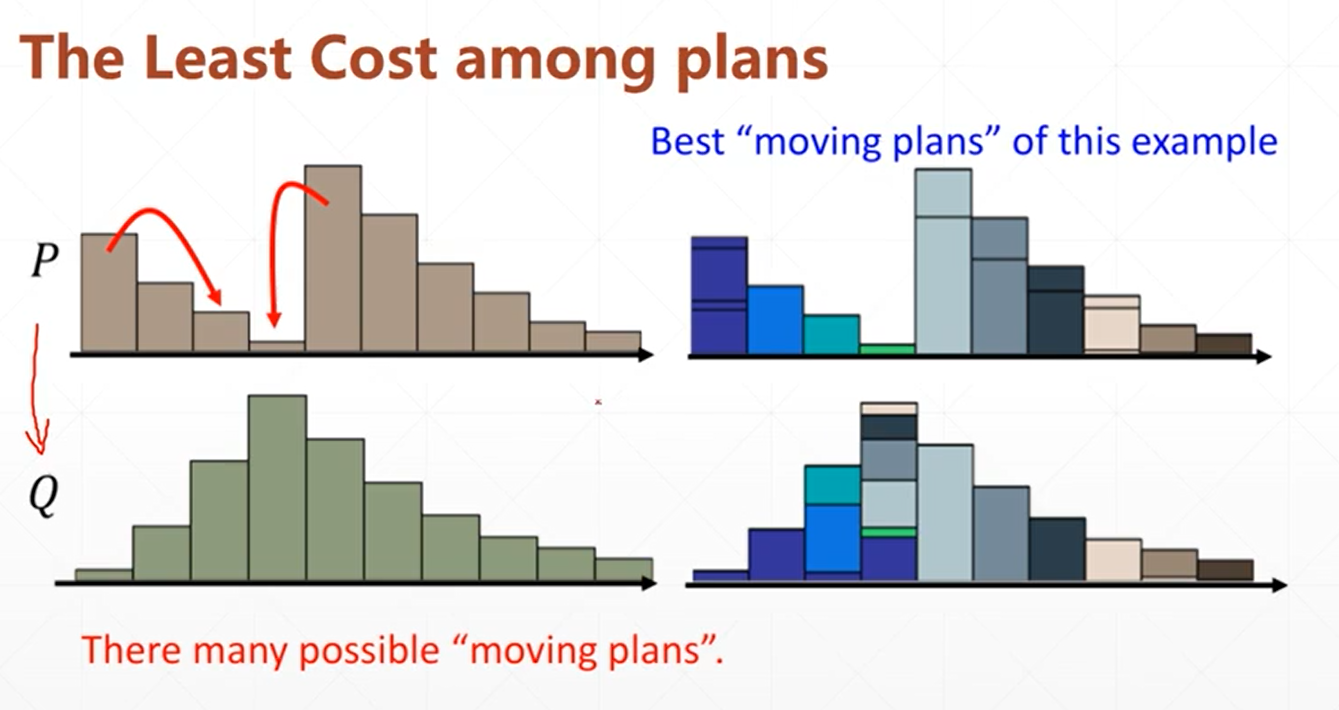 The Least Cost among plans
Best “moving plans” of this example
P
Q
There many possible “moving plans”.